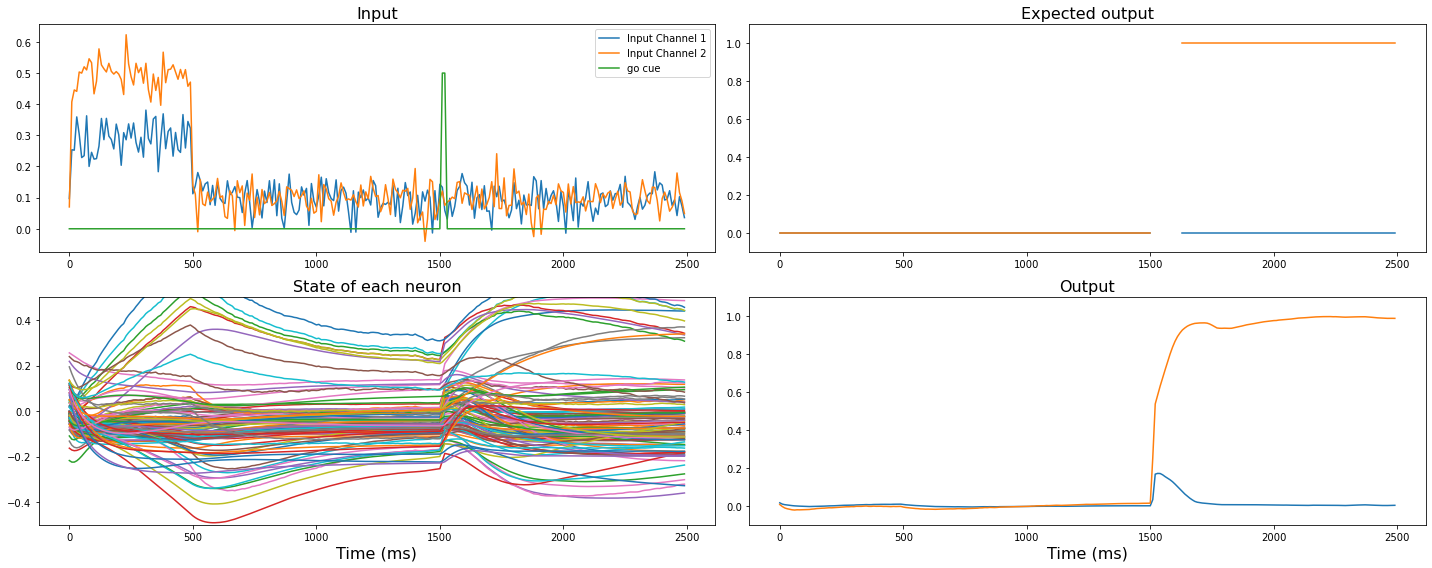 Input
0.6
0.5
0.4
0.3
0.2
0.1
0.0
Input Channel 1
Input Channel 2
go cue
0 500 1000 1500 2000 2500
Expected output
1.0
0.8
0.6
0.4
0.2
0.0
0 500 1000 1500 2000 2500
State of each neuron
0.4
0.2
0.0
−0.2
−0.4
0 500 1000 1500 2000 2500
Time (ms)
Output
1.0
0.8
0.6
0.4
0.2
0.0
0 500 1000 1500 2000 2500
Time (ms)